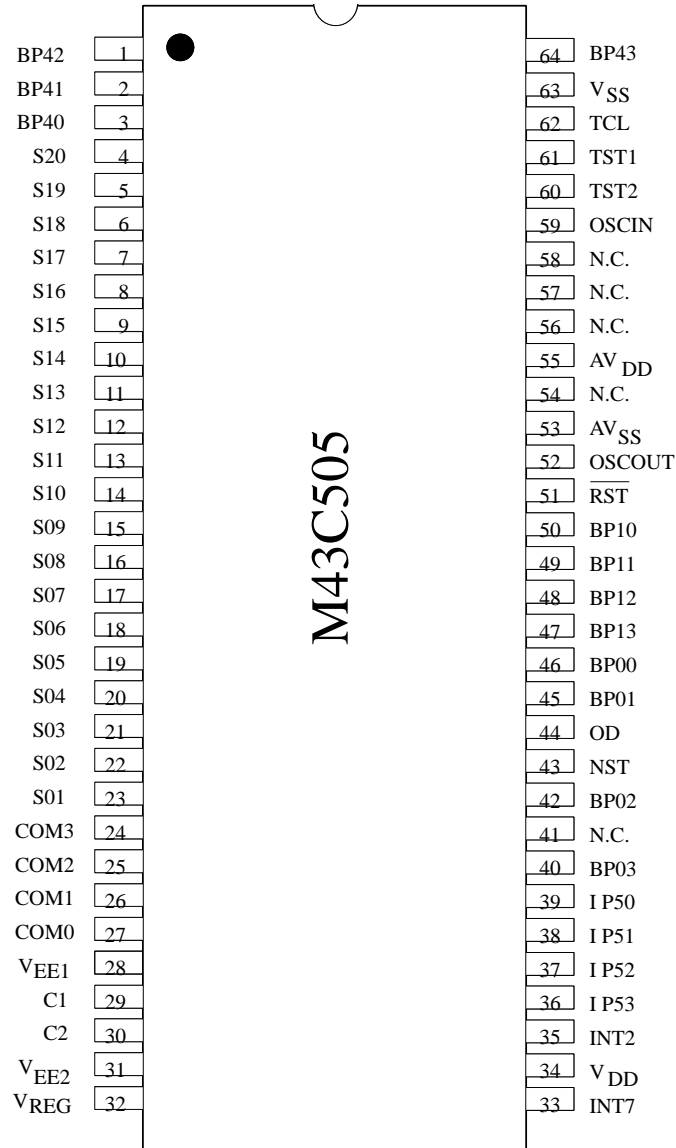 BP42 1 64 BP43
BP41 2 63 VSS
BP40 3 62 TCL
S20 4 61 TST1
S19 5 60 TST2
S18 6 59 OSCIN
S17 7 58 N.C.
S16 8 57 N.C.
S15 9 56 N.C.
S14 10 55 AVDD
S13 11 54 N.C.
S12 12 53 AVSS
S11 13 52 OSCOUT
S10 14 51 RST
S09 15 50 BP10
S08 16 49 BP11
S07 17 48 BP12
S06 18 47 BP13
S05 19 46 BP00
S04 20 45 BP01
S03 21 44 OD
S02 22 43 NST
S01 23 42 BP02
COM3 24 41 N.C.
COM2 25 40 BP03
COM1 26 39 I P50
COM0 27 38 I P51
VEE1 28 37 I P52
C1 29 36 I P53
C2 30 35 INT2
VEE2 31 34 VDD
VREG 32 33 INT7
M43C505